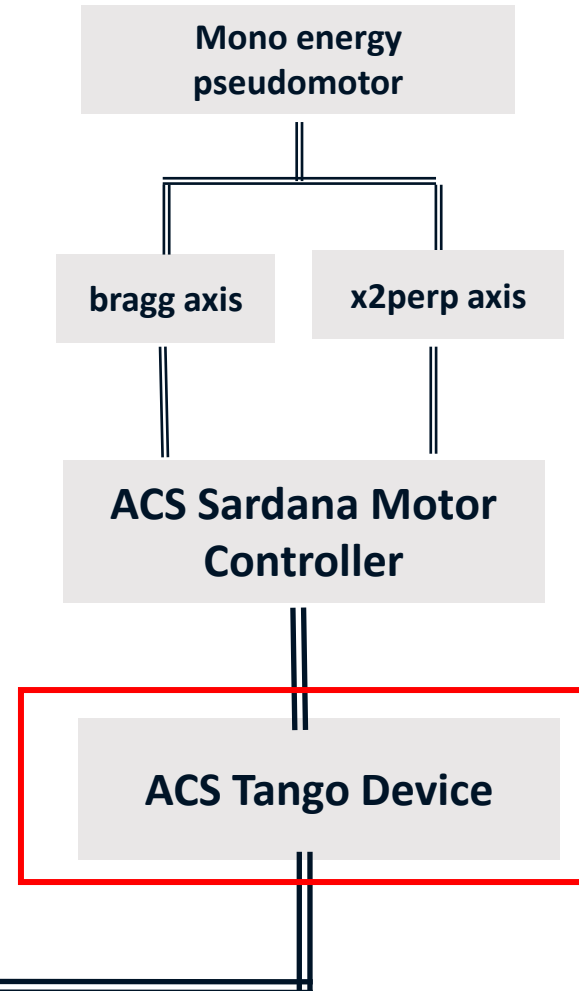 Mono energy
pseudomotor
bragg axis
x2perp axis
ACS Sardana Motor
Controller
ACS Tango Device